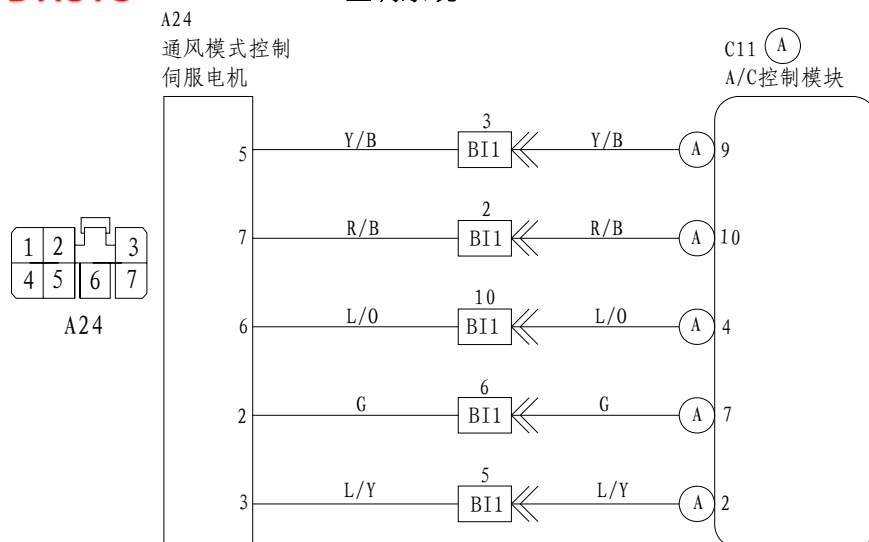 A24
通风模式控制
伺服电机
C11 A
A/C控制模块
5 Y/B 3 BI1 Y/B A 9
7 R/B 2 BI1 R/B A 10
6 L/O 10 BI1 L/O A 4
2 G 6 BI1 G A 7
3 L/Y 5 BI1 L/Y A 2
1 2 3
4 5 6 7
A24